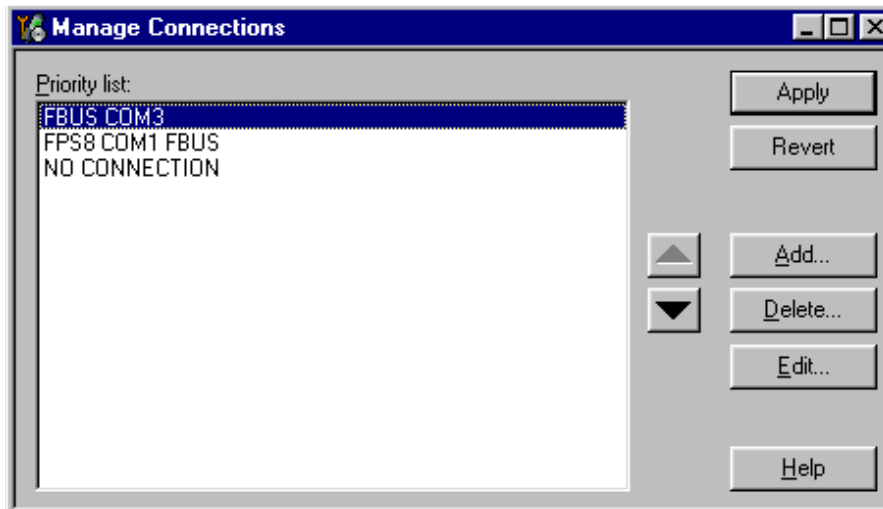 Manage Connections
Priority list:
FBUS COM3
FPS8 COM1 FBUS
NO CONNECTION
Apply
Revert
Add...
Delete...
Edit...
Help